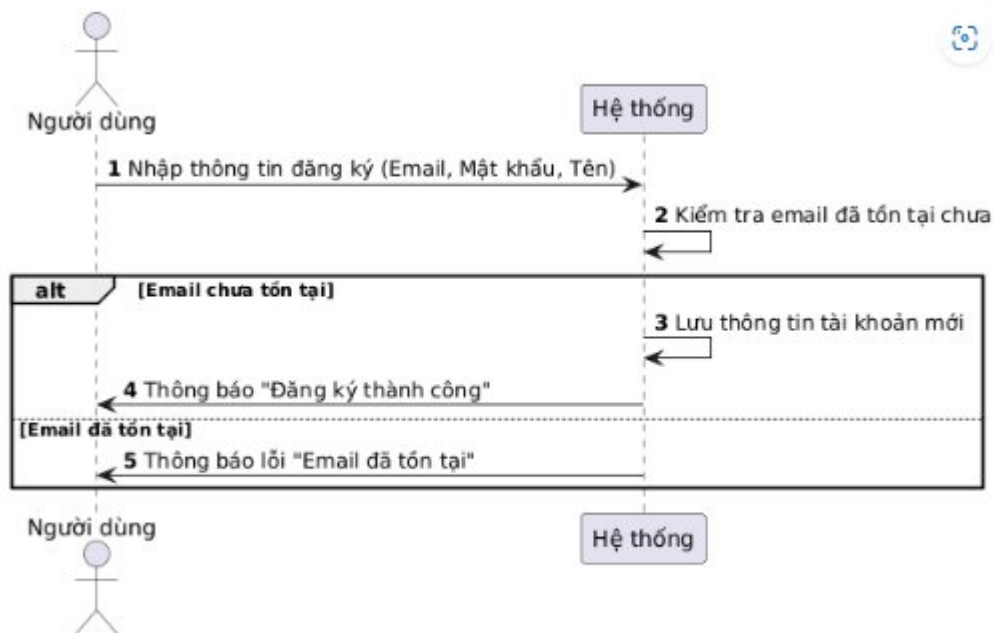 Người dùng
Hệ thống
1 Nhập thông tin đăng ký (Email, Mật khẩu, Tên)
2 Kiểm tra email đã tồn tại chưa
alt [Email chưa tồn tại]
3 Lưu thông tin tài khoản mới
4 Thông báo "Đăng ký thành công"
[Email đã tồn tại]
5 Thông báo lỗi "Email đã tồn tại"
Người dùng
Hệ thống